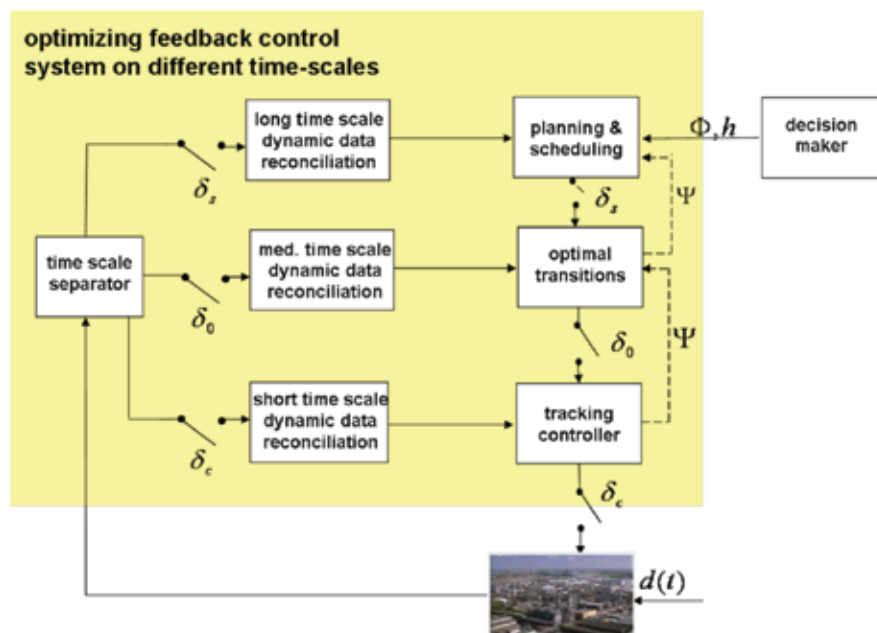 optimizing feedback control
system on different time-scales
long time scale
dynamic data
reconciliation
planning &
scheduling
Φ, h
decision
maker
δs
δs
Ψ
time scale
separator
med. time scale
dynamic data
reconciliation
optimal
transitions
δ0
δ0
Ψ
short time scale
dynamic data
reconciliation
tracking
controller
δc
δc
d(t)